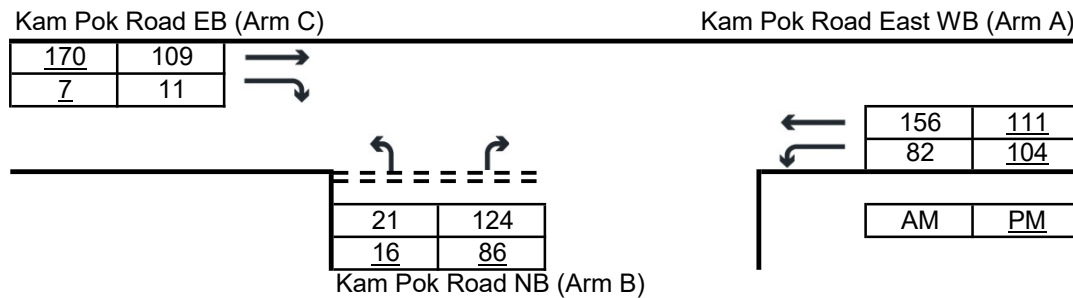 Kam Pok Road EB (Arm C)
Kam Pok Road East WB (Arm A)
170 109
7 11
156 111
82 104
21 124
16 86
AM PM
Kam Pok Road NB (Arm B)